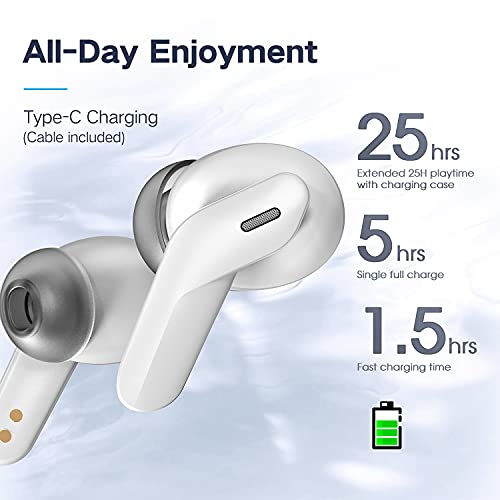 All-Day Enjoyment
Type-C Charging
(Cable included)
25hrs
Extended 25H playtime
with charging case
5hrs
Single full charge
1.5hrs
Fast charging time